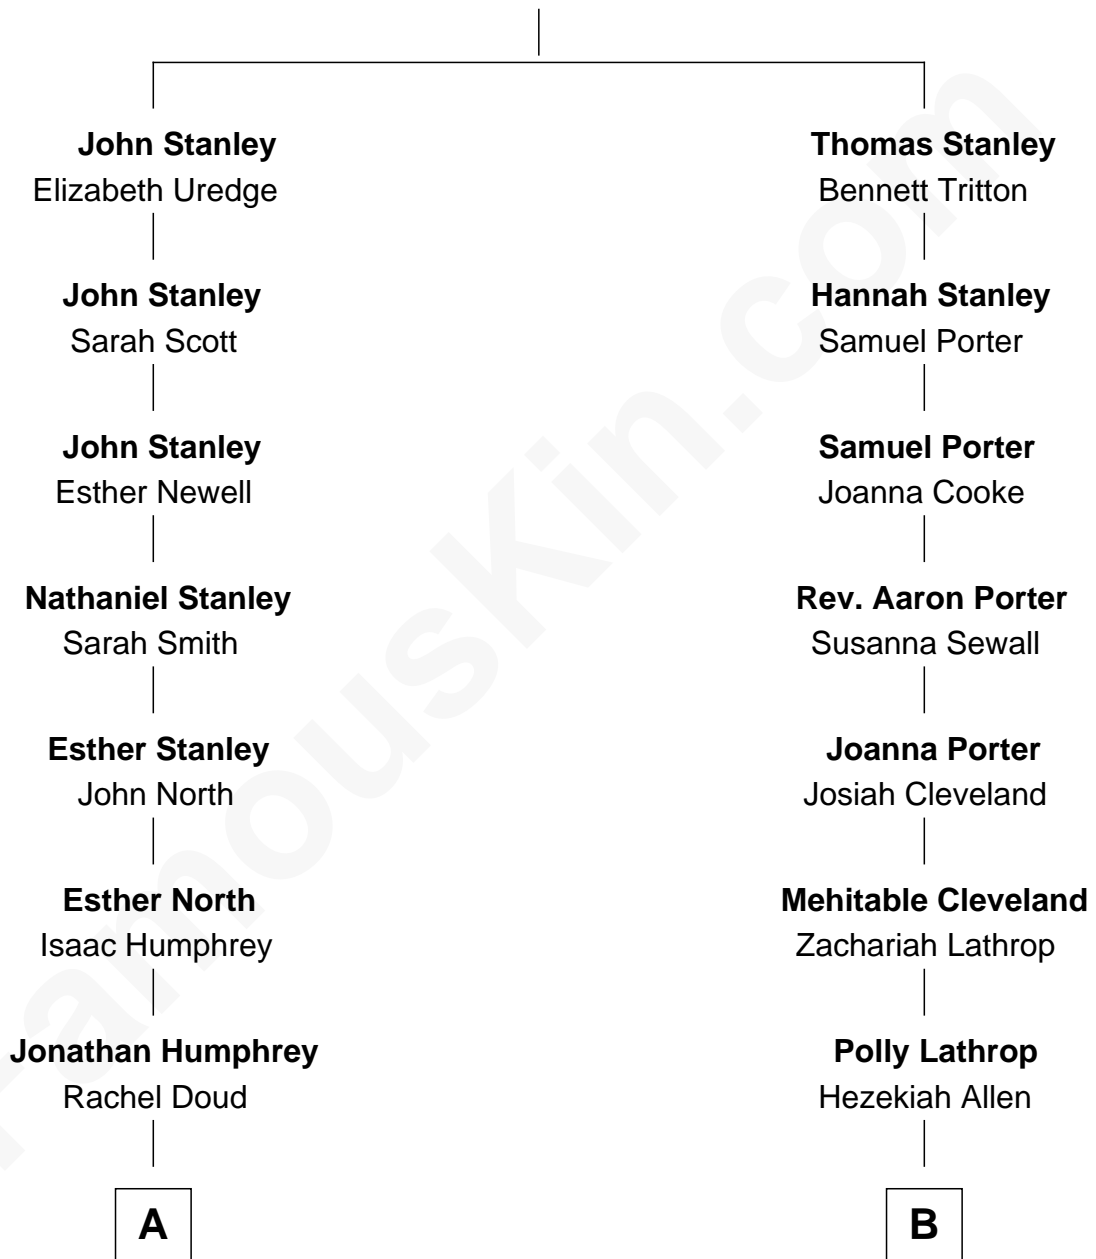 John Stanley
Elizabeth Uredge
John Stanley
Sarah Scott
John Stanley
Esther Newell
Nathaniel Stanley
Sarah Smith
Esther Stanley
John North
Esther North
Isaac Humphrey
Jonathan Humphrey
Rachel Doud
A
Thomas Stanley
Bennett Tritton
Hannah Stanley
Samuel Porter
Samuel Porter
Joanna Cooke
Rev. Aaron Porter
Susanna Sewall
Joanna Porter
Josiah Cleveland
Mehitable Cleveland
Zachariah Lathrop
Polly Lathrop
Hezekiah Allen
B
FamousKin.com